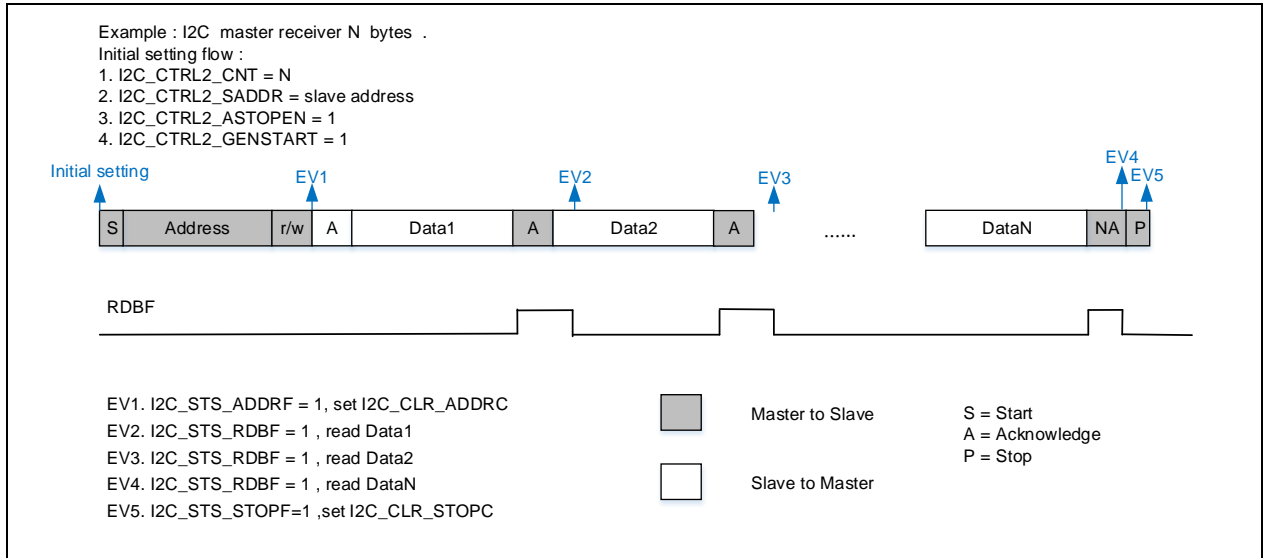 Example : I2C master receiver N bytes .
Initial setting flow :
1. I2C_CTRL2_CNT = N
2. I2C_CTRL2_SADDR = slave address
3. I2C_CTRL2_ASTOPEN = 1
4. I2C_CTRL2_GENSTART = 1
Initial setting EV1 EV2 EV3 EV4 EV5
S Address r/w A Data1 A Data2 A ...... DataN NA P
RDBF
EV1. I2C_STS_ADDRF = 1, set I2C_CLR_ADDRC
EV2. I2C_STS_RDBF = 1 , read Data1
EV3. I2C_STS_RDBF = 1 , read Data2
EV4. I2C_STS_RDBF = 1 , read DataN
EV5. I2C_STS_STOPF=1 ,set I2C_CLR_STOPC
Master to Slave
Slave to Master
S = Start
A = Acknowledge
P = Stop